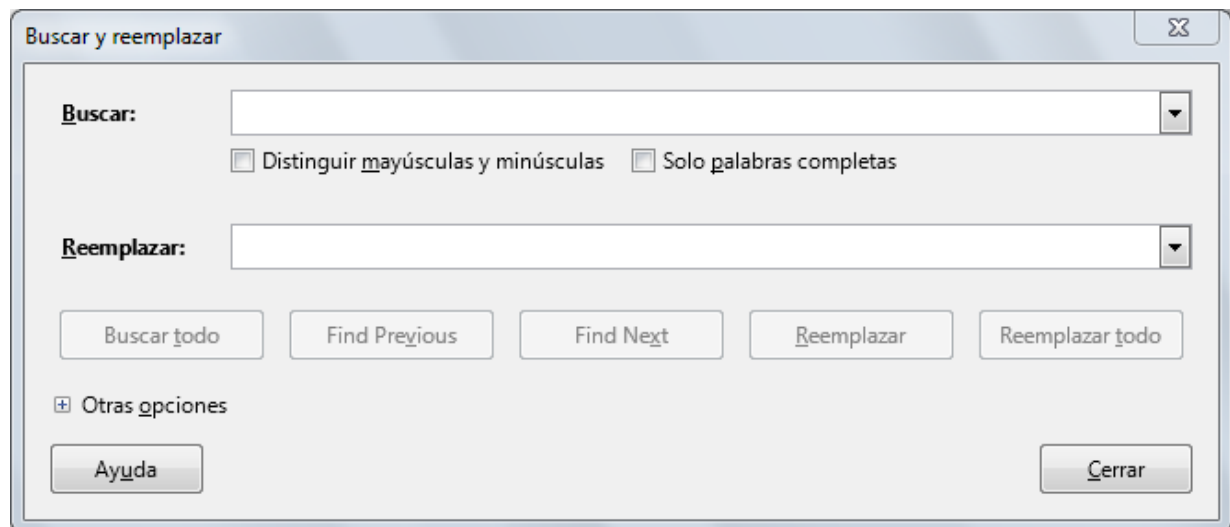 Buscar y reemplazar
Buscar:
Distinguir mayúsculas y minúsculas Solo palabras completas
Reemplazar:
Buscar todo Find Previous Find Next Reemplazar Reemplazar todo
Otras opciones
Ayuda Cerrar